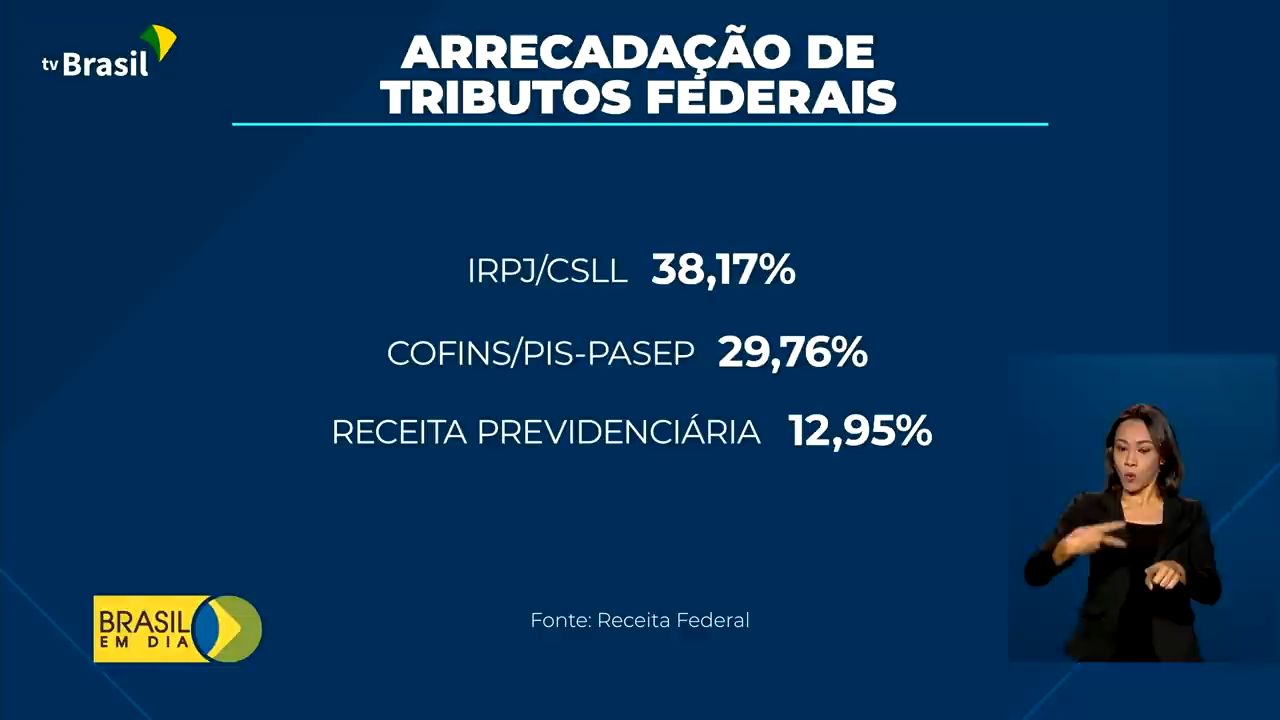 tv Brasil
ARRECADAÇÃO DE
TRIBUTOS FEDERAIS
IRPJ/CSLL 38,17%
COFINS/PIS-PASEP 29,76%
RECEITA PREVIDENCIÁRIA 12,95%
BRASIL
EM DIA
Fonte: Receita Federal